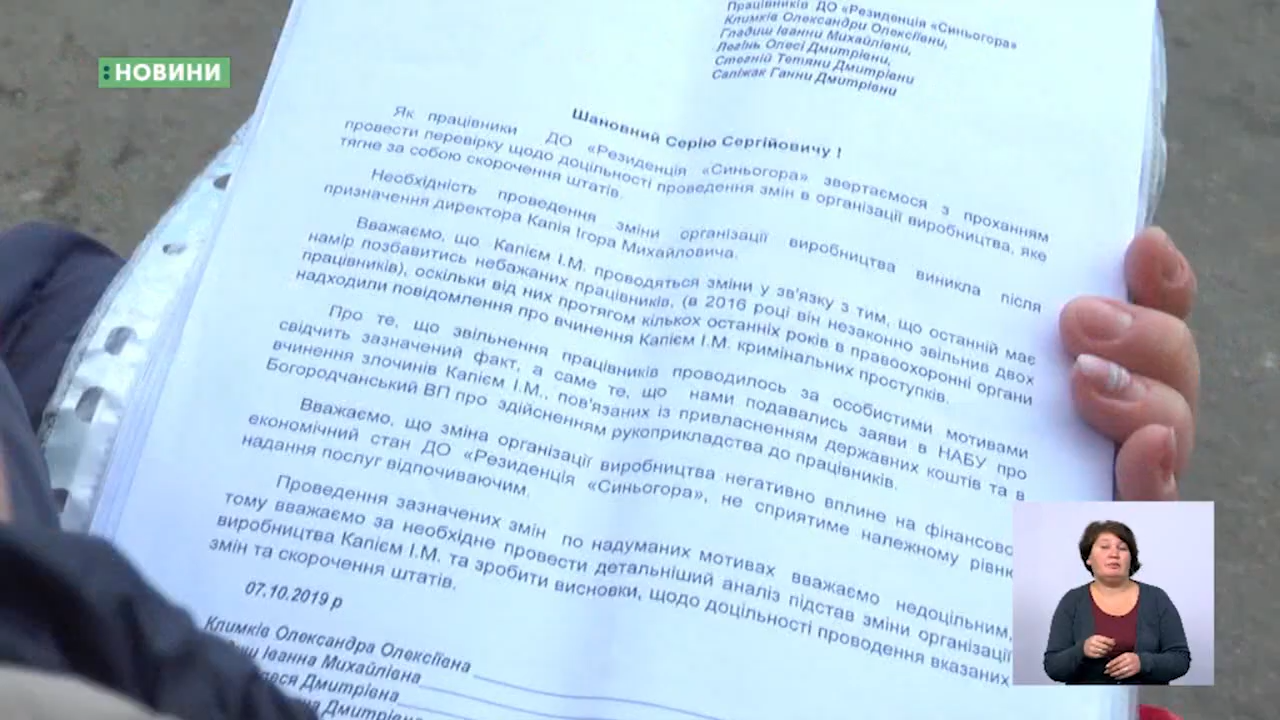 :НОВИНИ
Працівників ДО «Резиденція «Синьогора»
Климків Олександри Олексіївни,
Гладиш Іванни Михайлівни,
Легінь Олесі Дмитрівни,
Стегній Тетяни Дмитрівни
Сапіжак Ганни Дмитрівни
Шановний Серію Сергійовичу !
Як працівники ДО «Резиденція «Синьогора» звертаємося з проханням
провести перевірку щодо доцільності проведення змін в організації виробництва, яке
тягне за собою скорочення штатів.
Необхідність проведення зміни організації виробництва виникла після
призначення директора Капія Ігора Михайловича.
Вважаємо, що Капієм І.М. проводяться зміни у зв'язку з тим, що останній має
намір позбавитись небажаних працівників, (в 2016 році він незаконно звільнив двох
працівників), оскільки від них протягом кількох останніх років в правоохоронні органи
надходили повідомлення про вчинення Капієм І.М. кримінальних проступків.
Про те, що звільнення працівників проводилось за особистими мотивами
свідчить зазначений факт, а саме те, що нами подавались заяви в НАБУ про
вчинення злочинів Капієм І.М., пов'язаних із привласненням державних коштів та в
Богородчанський ВП про здійсненням рукоприкладства до працівників.
Вважаємо, що зміна організації виробництва негативно вплине на фінансово
економічний стан ДО «Резиденція «Синьогора», не сприятиме належному рівню
надання послуг відпочиваючим.
Проведення зазначених змін по надуманих мотивах вважаємо недоцільним,
тому вважаємо за необхідне провести детальніший аналіз підстав зміни організації
виробництва Капієм І.М. та зробити висновки, щодо доцільності проводення вказаних
змін та скорочення штатів.
07.10.2019 р
Климків Олександра Олексіївна
Гладиш Іванна Михайлівна
Дмитрівна
Дмитрівна